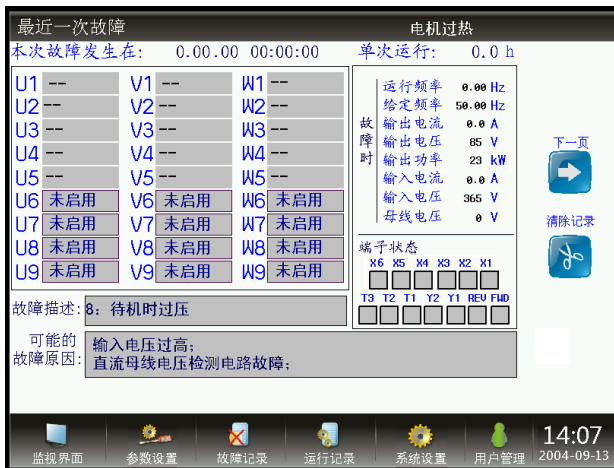 最近一次故障 电机过热
本次故障发生在: 0.00.00 00:00:00 单次运行: 0.0 h
U1 -- V1 -- W1 --
U2 -- V2 -- W2 --
U3 -- V3 -- W3 --
U4 -- V4 -- W4 --
U5 -- V5 -- W5 --
U6 未启用 V6 未启用 W6 未启用
U7 未启用 V7 未启用 W7 未启用
U8 未启用 V8 未启用 W8 未启用
U9 未启用 V9 未启用 W9 未启用
故障时
运行频率 0.00 Hz
给定频率 50.00 Hz
输出电流 0.0 A
输出电压 85 V
输出功率 23 kW
输入电流 0.0 A
输入电压 365 V
母线电压 0 V
端子状态
X6 X5 X4 X3 X2 X1
T3 T2 T1 Y2 Y1 REV FWD
下一页
清除记录
故障描述: 8: 待机时过压
可能的故障原因: 输入电压过高;
直流母线电压检测电路故障;
监视界面 参数设置 故障记录 运行记录 系统设置 用户管理
14:07
2004-09-13